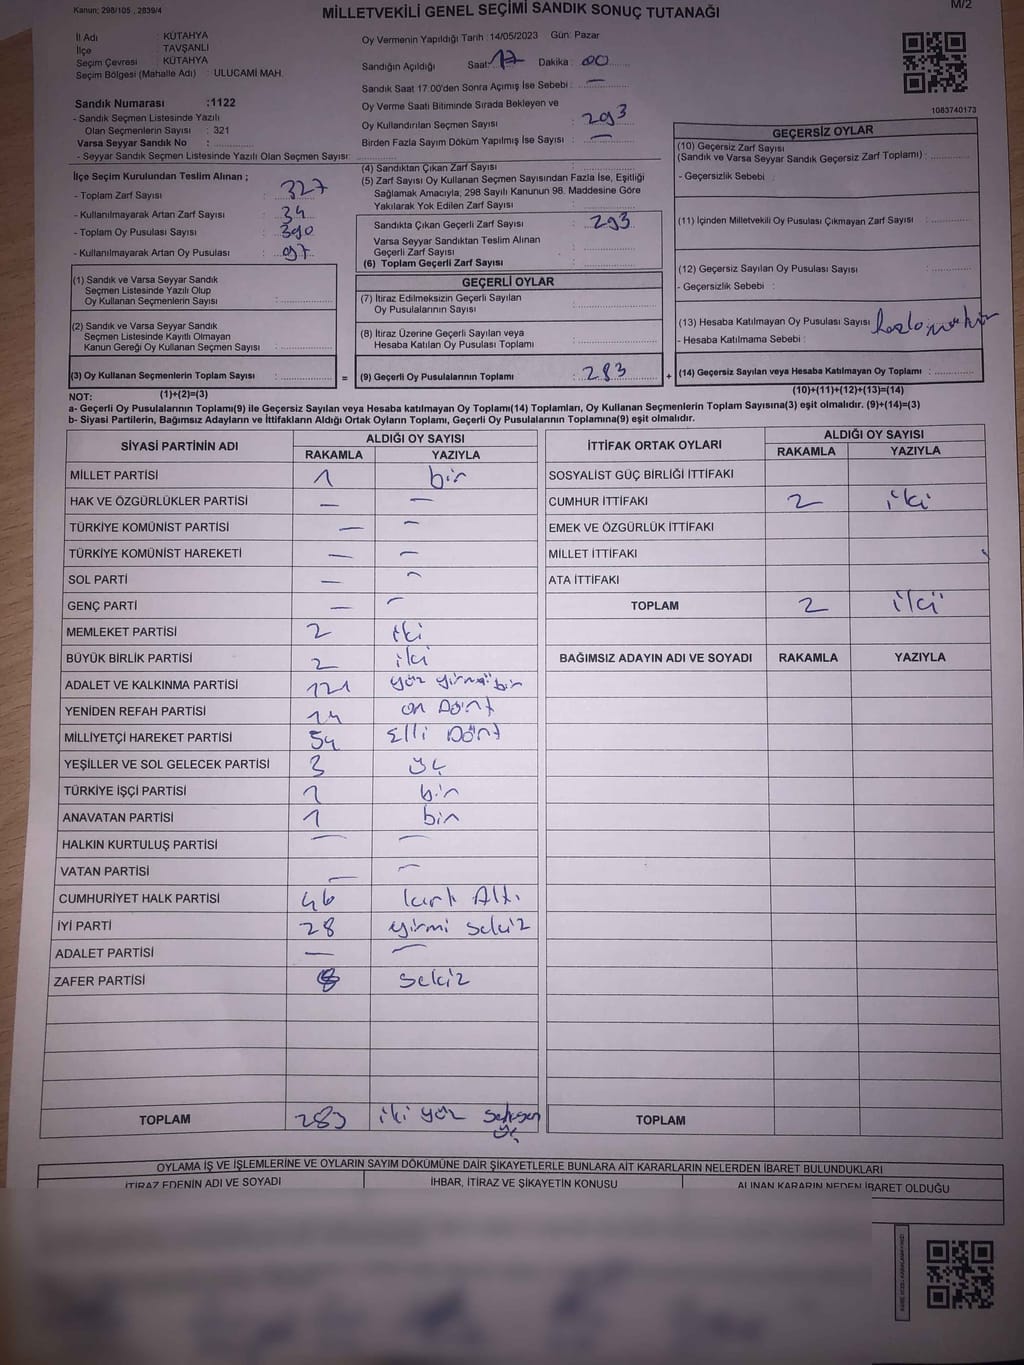 Kanun; 298/105 , 2839/4
M/2
MİLLETVEKİLİ GENEL SEÇİMİ SANDIK SONUÇ TUTANAĞI
İl Adı : KÜTAHYA
İlçe : TAVŞANLI
Seçim Çevresi : KÜTAHYA
Seçim Bölgesi (Mahalle Adı) : ULUCAMİ MAH.
Sandık Numarası :1122
- Sandık Seçmen Listesinde Yazılı
Olan Seçmenlerin Sayısı : 321
Varsa Seyyar Sandık No :
- Seyyar Sandık Seçmen Listesinde Yazılı Olan Seçmen Sayısı:
İlçe Seçim Kurulundan Teslim Alınan ;
- Toplam Zarf Sayısı : 327
- Kullanılmayarak Artan Zarf Sayısı : 34
- Toplam Oy Pusulası Sayısı : 390
- Kullanılmayarak Artan Oy Pusulası : 97
Oy Vermenin Yapıldığı Tarih : 14/05/2023 Gün: Pazar
Sandığın Açıldığı Saat: 17 Dakika : 00
Sandık Saat 17:00'den Sonra Açımış İse Sebebi : —
Oy Verme Saati Bitiminde Sırada Bekleyen ve
Oy Kullandırılan Seçmen Sayısı : 293
Birden Fazla Sayım Döküm Yapılmış İse Sayısı : —
(4) Sandıktan Çıkan Zarf Sayısı :
(5) Zarf Sayısı Oy Kullanan Seçmen Sayısından Fazla İse, Eşitliği
Sağlamak Amacıyla; 298 Sayılı Kanunun 98. Maddesine Göre
Yakılarak Yok Edilen Zarf Sayısı :
Sandıkta Çıkan Geçerli Zarf Sayısı : 293
Varsa Seyyar Sandıktan Teslim Alınan
Geçerli Zarf Sayısı :
(6) Toplam Geçerli Zarf Sayısı :
1083740173
GEÇERSİZ OYLAR
(10) Geçersiz Zarf Sayısı
(Sandık ve Varsa Seyyar Sandık Geçersiz Zarf Toplamı) :
- Geçersizlik Sebebi :
(11) İçinden Milletvekili Oy Pusulası Çıkmayan Zarf Sayısı :
(12) Geçersiz Sayılan Oy Pusulası Sayısı :
- Geçersizlik Sebebi :
(13) Hesaba Katılmayan Oy Pusulası Sayısı
- Hesaba Katılmama Sebebi :
(14) Geçersiz Sayılan veya Hesaba Katılmayan Oy Toplamı :
(10)+(11)+(12)+(13)=(14)
(1) Sandık ve Varsa Seyyar Sandık
Seçmen Listesinde Yazılı Olup
Oy Kullanan Seçmenlerin Sayısı :
(2) Sandık ve Varsa Seyyar Sandık
Seçmen Listesinde Kayıtlı Olmayan
Kanun Gereği Oy Kullanan Seçmen Sayısı :
(3) Oy Kullanan Seçmenlerin Toplam Sayısı :
=
GEÇERLİ OYLAR
(7) İtiraz Edilmeksizin Geçerli Sayılan
Oy Pusulalarının Sayısı :
(8) İtiraz Üzerine Geçerli Sayılan veya
Hesaba Katılan Oy Pusulası Toplamı :
(9) Geçerli Oy Pusulalarının Toplamı : 283
+
NOT: (1)+(2)=(3)
a- Geçerli Oy Pusulalarının Toplamı(9) ile Geçersiz Sayılan veya Hesaba katılmayan Oy Toplamı(14) Toplamları, Oy Kullanan Seçmenlerin Toplam Sayısına(3) eşit olmalıdır. (9)+(14)=(3)
b- Siyasi Partilerin, Bağımsız Adayların ve İttifakların Aldığı Ortak Oyların Toplamı, Geçerli Oy Pusulalarının Toplamına(9) eşit olmalıdır.
SİYASİ PARTİNİN ADI
ALDIĞI OY SAYISI
RAKAMLA YAZIYLA
MİLLET PARTİSİ 1 bir
HAK VE ÖZGÜRLÜKLER PARTİSİ — —
TÜRKİYE KOMÜNİST PARTİSİ — —
TÜRKİYE KOMÜNİST HAREKETİ — —
SOL PARTİ — —
GENÇ PARTİ — —
MEMLEKET PARTİSİ 2 iki
BÜYÜK BİRLİK PARTİSİ 2 iki
ADALET VE KALKINMA PARTİSİ 121 yüz yirmi bir
YENİDEN REFAH PARTİSİ 14 on Dört
MİLLİYETÇİ HAREKET PARTİSİ 54 Elli Dört
YEŞİLLER VE SOL GELECEK PARTİSİ 3 üç
TÜRKİYE İŞÇİ PARTİSİ 1 bir
ANAVATAN PARTİSİ 1 bir
HALKIN KURTULUŞ PARTİSİ — —
VATAN PARTİSİ — —
CUMHURİYET HALK PARTİSİ 46 kırk Altı
İYİ PARTİ 28 yirmi sekiz
ADALET PARTİSİ — —
ZAFER PARTİSİ 8 sekiz
TOPLAM 283 iki yüz seksen
üç
İTTİFAK ORTAK OYLARI
ALDIĞI OY SAYISI
RAKAMLA YAZIYLA
SOSYALİST GÜÇ BİRLİĞİ İTTİFAKI
CUMHUR İTTİFAKI 2 iki
EMEK VE ÖZGÜRLÜK İTTİFAKI
MİLLET İTTİFAKI
ATA İTTİFAKI
TOPLAM 2 iki
BAĞIMSIZ ADAYIN ADI VE SOYADI RAKAMLA YAZIYLA
TOPLAM
OYLAMA İŞ VE İŞLEMLERİNE VE OYLARIN SAYIM DÖKÜMÜNE DAİR ŞİKAYETLERLE BUNLARA AİT KARARLARIN NELERDEN İBARET BULUNDUKLARI
İTİRAZ EDENİN ADI VE SOYADI İHBAR, İTİRAZ VE ŞİKAYETİN KONUSU ALINAN KARARIN NEDEN İBARET OLDUĞU